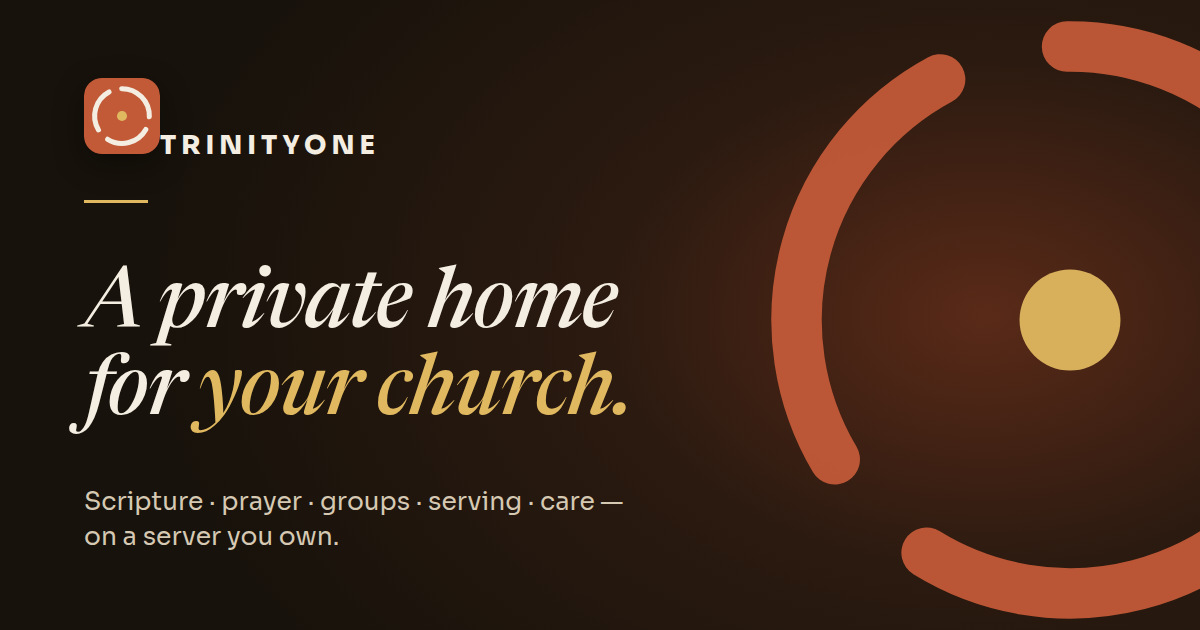 TRINITYONE
A private home
for your church.
Scripture · prayer · groups · serving · care —
on a server you own.